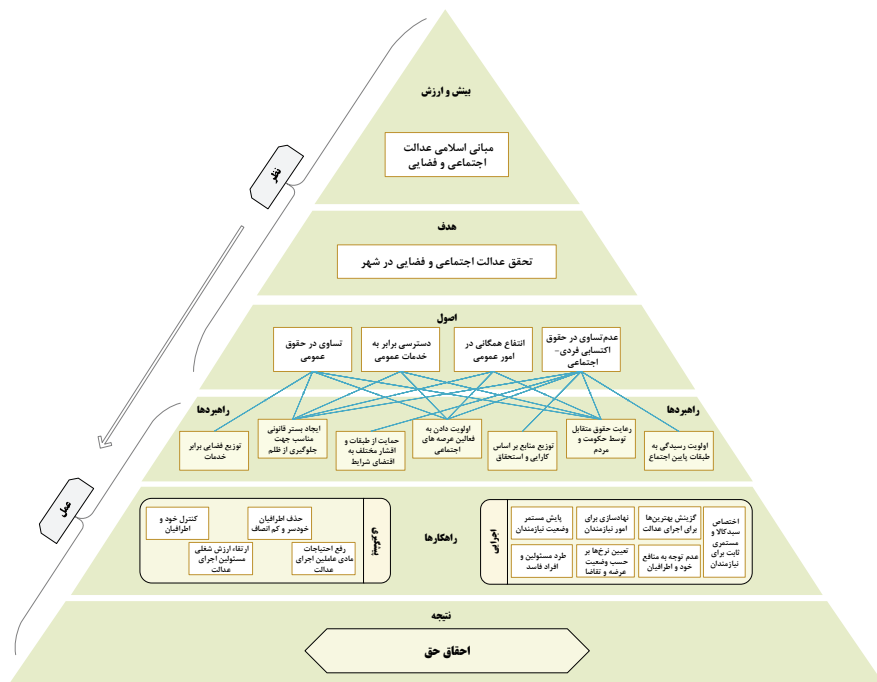 بینش و ارزش
مبانی اسلامی عدالت
اجتماعی و فضایی
نظر
هدف
تحقق عدالت اجتماعی و فضایی در شهر
اصول
عدم‌تساوی در حقوق
اکتسابی فردی-
اجتماعی
انتفاع همگانی در
امور عمومی
دسترسی برابر به
خدمات عمومی
تساوی در حقوق
عمومی
راهبردها
راهبردها
اولویت رسیدگی به
طبقات پایین اجتماع
رعایت حقوق متقابل
توسط حکومت و
مردم
توزیع منابع بر اساس
کارایی و استحقاق
اولویت دادن به
فعالین عرصه های
اجتماعی
حمایت از طبقات و
اقشار مختلف به
اقتضای شرایط
ایجاد بستر قانونی
مناسب جهت
جلوگیری از ظلم
توزیع فضایی برابر
خدمات
عمل
راهکارها
اختصاص
سبدکالا و
مستمری
ثابت برای
نیازمندان
گزینش بهترین‌ها
برای اجرای عدالت
نهادسازی برای
امور نیازمندان
پایش مستمر
وضعیت نیازمندان
عدم توجه به منافع
خود و اطرافیان
تعیین نرخ‌ها بر
حسب وضعیت
عرضه و تقاضا
طرد مسئولین و
افراد فاسد
اجرایی
پیشگیری
حذف اطرافیان
خودسر و کم انصاف
کنترل خود و
اطرافیان
رفع احتیاجات
مادی عاملین اجرای
عدالت
ارتقاء ارزش شغلی
مسئولین اجرای
عدالت
نتیجه
احقاق حق